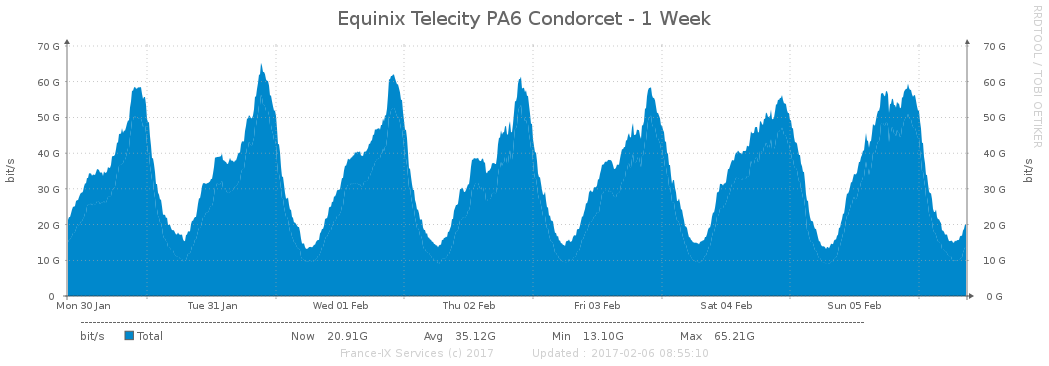 Equinix Telecity PA6 Condorcet - 1 Week
RRDTOOL / TOBI OETIKER
bit/s
70 G
60 G
50 G
40 G
30 G
20 G
10 G
0
70 G
60 G
50 G
40 G
30 G
20 G
10 G
0 G
bit/s
Mon 30 Jan Tue 31 Jan Wed 01 Feb Thu 02 Feb Fri 03 Feb Sat 04 Feb Sun 05 Feb
bit/s Total Now 20.91G Avg 35.12G Min 13.10G Max 65.21G
France-IX Services (c) 2017 Updated : 2017-02-06 08:55:10